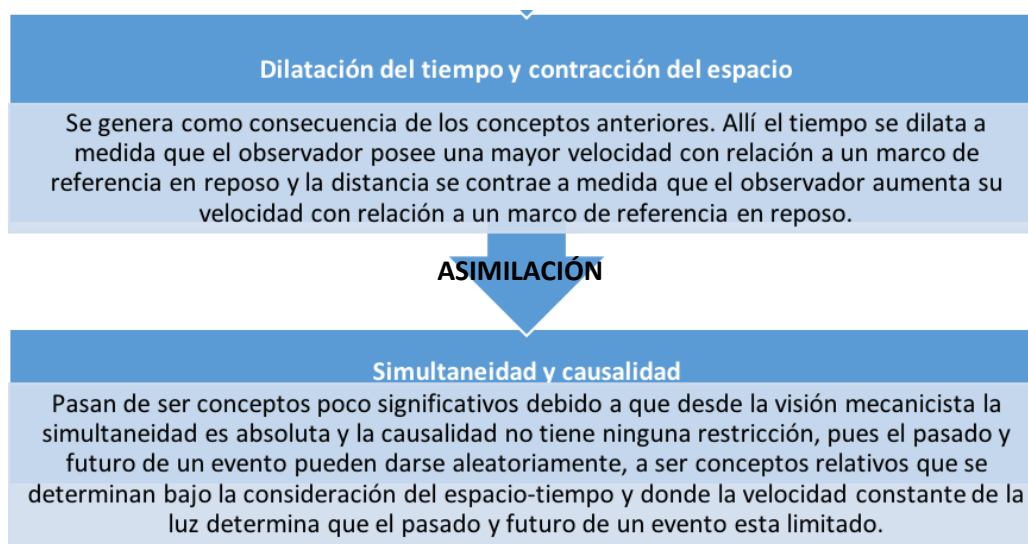 Dilatación del tiempo y contracción del espacio
Se genera como consecuencia de los conceptos anteriores. Allí el tiempo se dilata a
medida que el observador posee una mayor velocidad con relación a un marco de
referencia en reposo y la distancia se contrae a medida que el observador aumenta su
velocidad con relación a un marco de referencia en reposo.
ASIMILACIÓN
Simultaneidad y causalidad
Pasan de ser conceptos poco significativos debido a que desde la visión mecanicista la
simultaneidad es absoluta y la causalidad no tiene ninguna restricción, pues el pasado y
futuro de un evento pueden darse aleatoriamente, a ser conceptos relativos que se
determinan bajo la consideración del espacio-tiempo y donde la velocidad constante de la
luz determina que el pasado y futuro de un evento esta limitado.